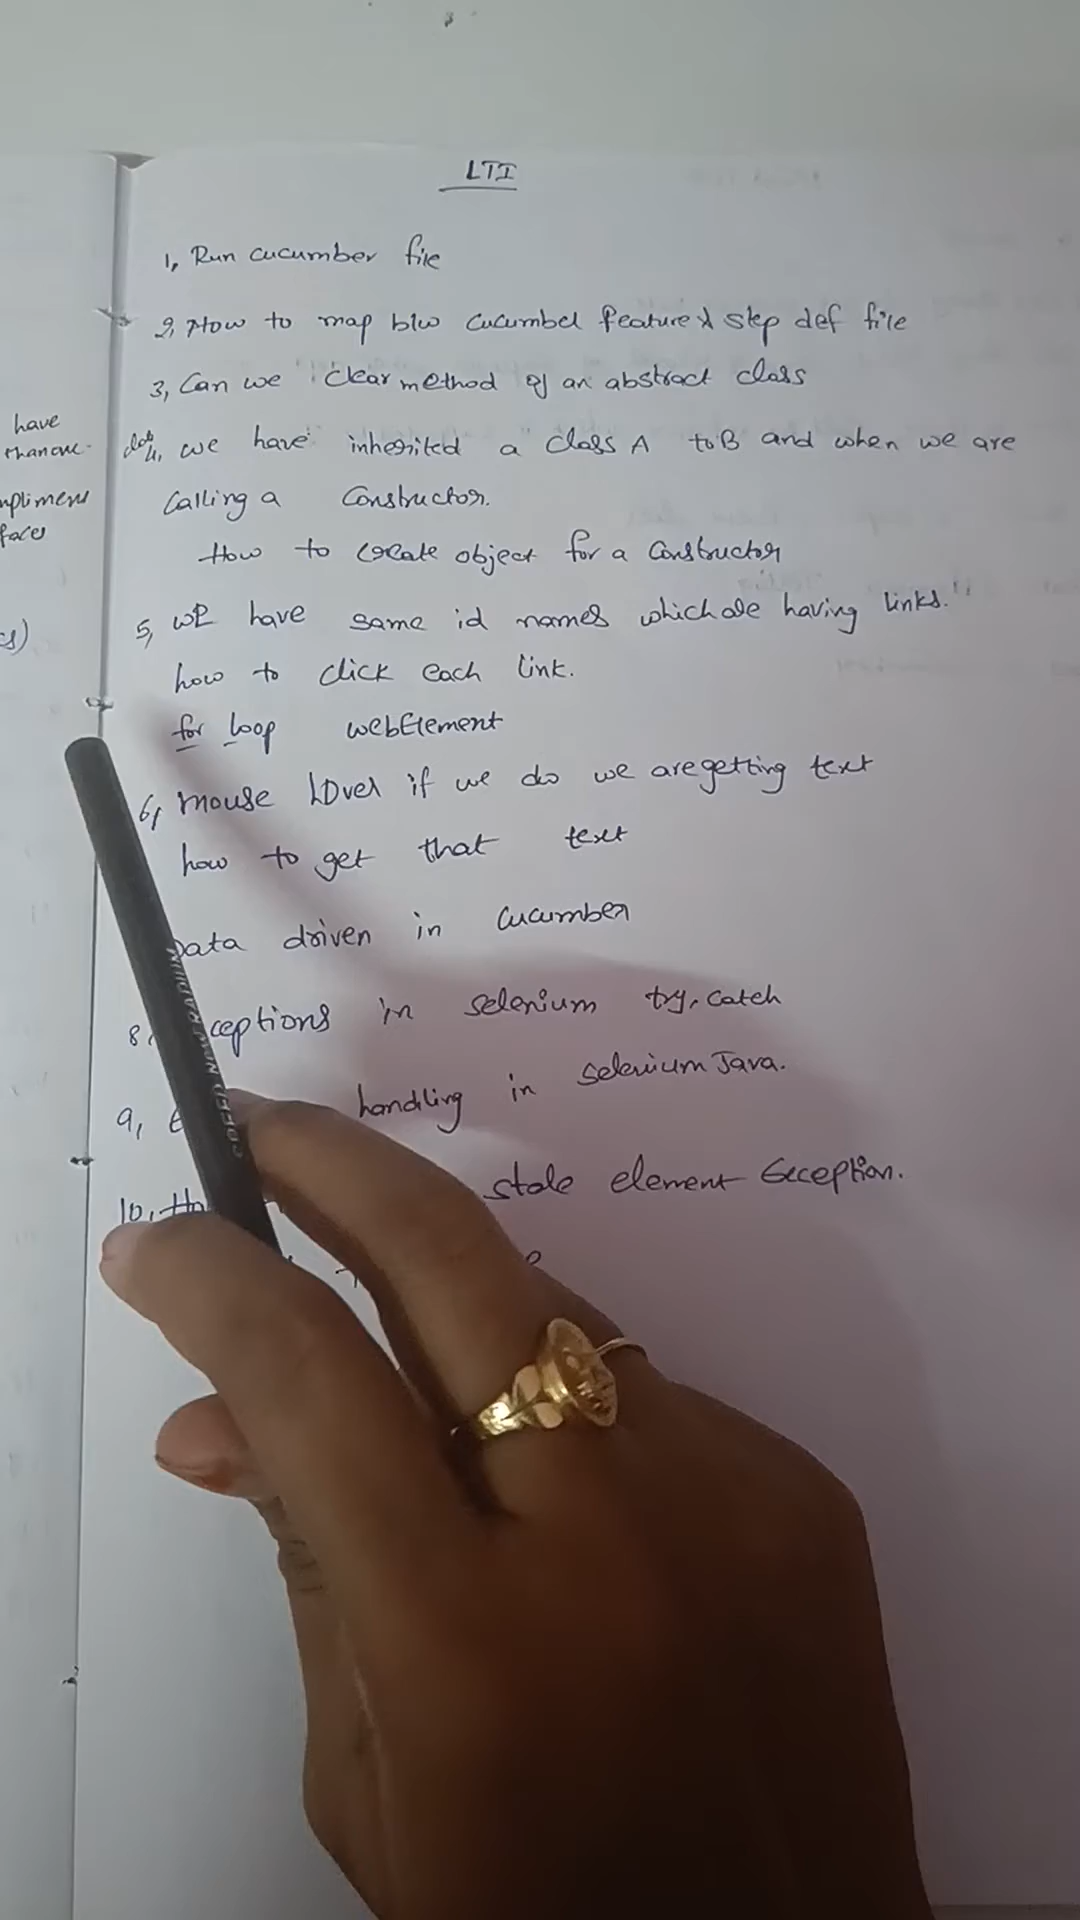 LTI
1, Run cucumber file
2, How to map b/w cucumber feature & step def file
3, Can we clear method of an abstract class
have
4, we have inherited a class A to B and when we are
calling a constructor.
faces
How to create object for a constructor
5, we have same id names which are having links.
how to click each link.
for loop webElement
6, mouse hover if we do we are getting text
how to get that text
Data driven in cucumber
8, ceptions in selenium try, catch
9, handling in selenium Java.
10, stale element Exception.